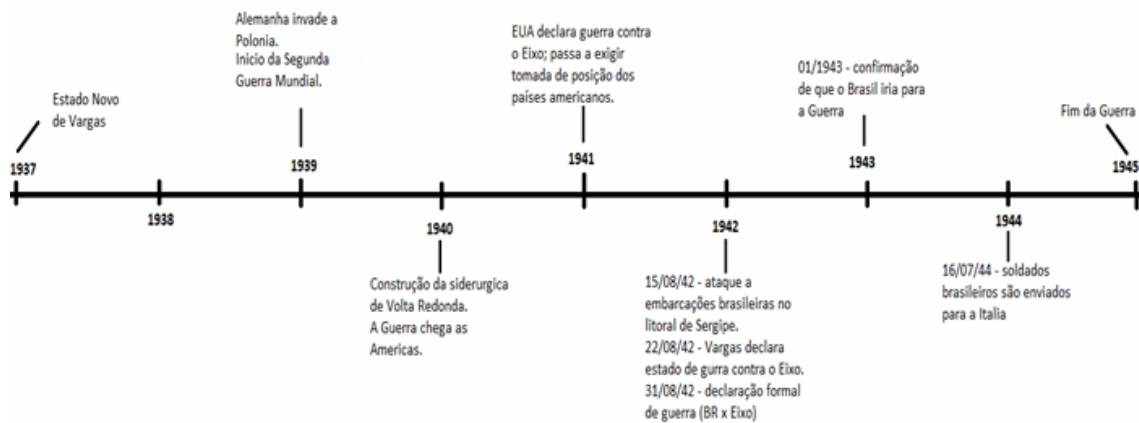 Estado Novo
de Vargas
1937
1938
Alemanha invade a
Polonia.
Inicio da Segunda
Guerra Mundial.
1939
1940
Construção da siderurgica
de Volta Redonda.
A Guerra chega as
Americas.
EUA declara guerra contra
o Eixo; passa a exigir
tomada de posição dos
países americanos.
1941
1942
15/08/42 - ataque a
embarcações brasileiras no
litoral de Sergipe.
22/08/42 - Vargas declara
estado de gurra contra o Eixo.
31/08/42 - declaração formal
de guerra (BR x Eixo)
01/1943 - confirmação
de que o Brasil iria para
a Guerra
1943
1944
16/07/44 - soldados
brasileiros são enviados
para a Italia
Fim da Guerra
1945